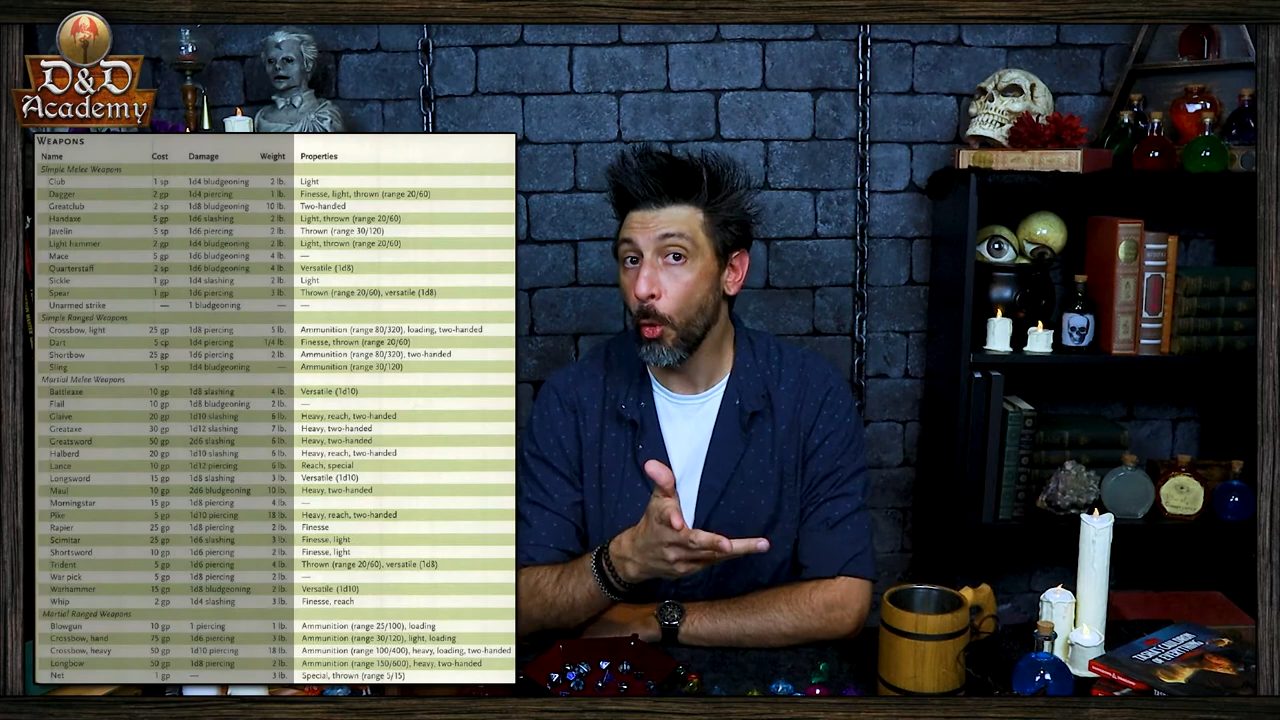 D&D
Academy
WEAPONS
Name Cost Damage Weight Properties
Simple Melee Weapons
Club 1 sp 1d4 bludgeoning 2 lb. Light
Dagger 2 gp 1d4 piercing 1 lb. Finesse, light, thrown (range 20/60)
Greatclub 2 sp 1d8 bludgeoning 10 lb. Two-handed
Handaxe 5 gp 1d6 slashing 2 lb. Light, thrown (range 20/60)
Javelin 5 sp 1d6 piercing 2 lb. Thrown (range 30/120)
Light hammer 2 gp 1d4 bludgeoning 2 lb. Light, thrown (range 20/60)
Mace 5 gp 1d6 bludgeoning 4 lb. —
Quarterstaff 2 sp 1d6 bludgeoning 4 lb. Versatile (1d8)
Sickle 1 gp 1d4 slashing 2 lb. Light
Spear 1 gp 1d6 piercing 3 lb. Thrown (range 20/60), versatile (1d8)
Unarmed strike — 1 bludgeoning — —
Simple Ranged Weapons
Crossbow, light 25 gp 1d8 piercing 5 lb. Ammunition (range 80/320), loading, two-handed
Dart 5 cp 1d4 piercing 1/4 lb. Finesse, thrown (range 20/60)
Shortbow 25 gp 1d6 piercing 2 lb. Ammunition (range 80/320), two-handed
Sling 1 sp 1d4 bludgeoning — Ammunition (range 30/120)
Martial Melee Weapons
Battleaxe 10 gp 1d8 slashing 4 lb. Versatile (1d10)
Flail 10 gp 1d8 bludgeoning 2 lb. —
Glaive 20 gp 1d10 slashing 6 lb. Heavy, reach, two-handed
Greataxe 30 gp 1d12 slashing 7 lb. Heavy, two-handed
Greatsword 50 gp 2d6 slashing 6 lb. Heavy, two-handed
Halberd 20 gp 1d10 slashing 6 lb. Heavy, reach, two-handed
Lance 10 gp 1d12 piercing 6 lb. Reach, special
Longsword 15 gp 1d8 slashing 3 lb. Versatile (1d10)
Maul 10 gp 2d6 bludgeoning 10 lb. Heavy, two-handed
Morningstar 15 gp 1d8 piercing 4 lb. —
Pike 5 gp 1d10 piercing 18 lb. Heavy, reach, two-handed
Rapier 25 gp 1d8 piercing 2 lb. Finesse
Scimitar 25 gp 1d6 slashing 3 lb. Finesse, light
Shortsword 10 gp 1d6 piercing 2 lb. Finesse, light
Trident 5 gp 1d6 piercing 4 lb. Thrown (range 20/60), versatile (1d8)
War pick 5 gp 1d8 piercing 2 lb. —
Warhammer 15 gp 1d8 bludgeoning 2 lb. Versatile (1d10)
Whip 2 gp 1d4 slashing 3 lb. Finesse, reach
Martial Ranged Weapons
Blowgun 10 gp 1 piercing 1 lb. Ammunition (range 25/100), loading
Crossbow, hand 75 gp 1d6 piercing 3 lb. Ammunition (range 30/120), light, loading
Crossbow, heavy 50 gp 1d10 piercing 18 lb. Ammunition (range 100/400), heavy, loading, two-handed
Longbow 50 gp 1d8 piercing 2 lb. Ammunition (range 150/600), heavy, two-handed
Net 1 gp — 3 lb. Special, thrown (range 5/15)